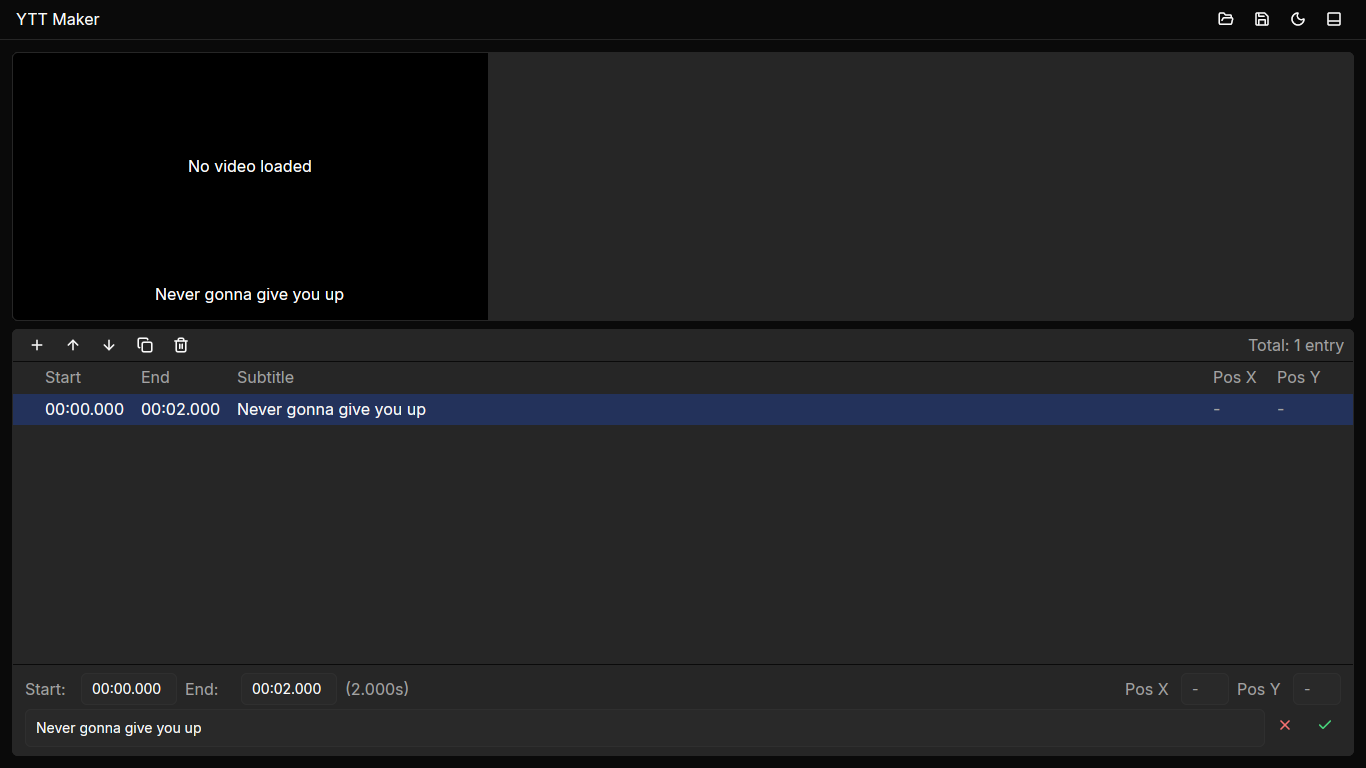 YTT Maker
No video loaded
Never gonna give you up
Total: 1 entry
Start End Subtitle Pos X Pos Y
00:00.000 00:02.000 Never gonna give you up - -
Start: 00:00.000 End: 00:02.000 (2.000s) Pos X - Pos Y -
Never gonna give you up